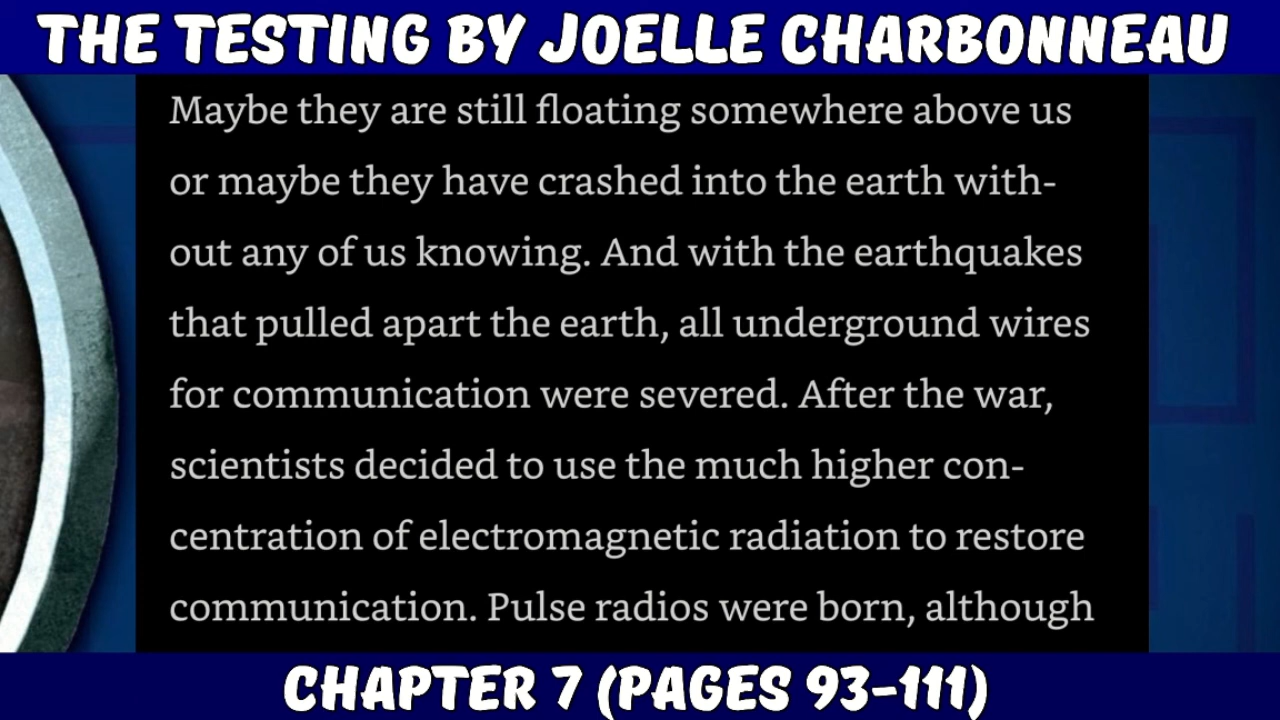 THE TESTING BY JOELLE CHARBONNEAU
Maybe they are still floating somewhere above us
or maybe they have crashed into the earth with-
out any of us knowing. And with the earthquakes
that pulled apart the earth, all underground wires
for communication were severed. After the war,
scientists decided to use the much higher con-
centration of electromagnetic radiation to restore
communication. Pulse radios were born, although
CHAPTER 7 (PAGES 93-111)